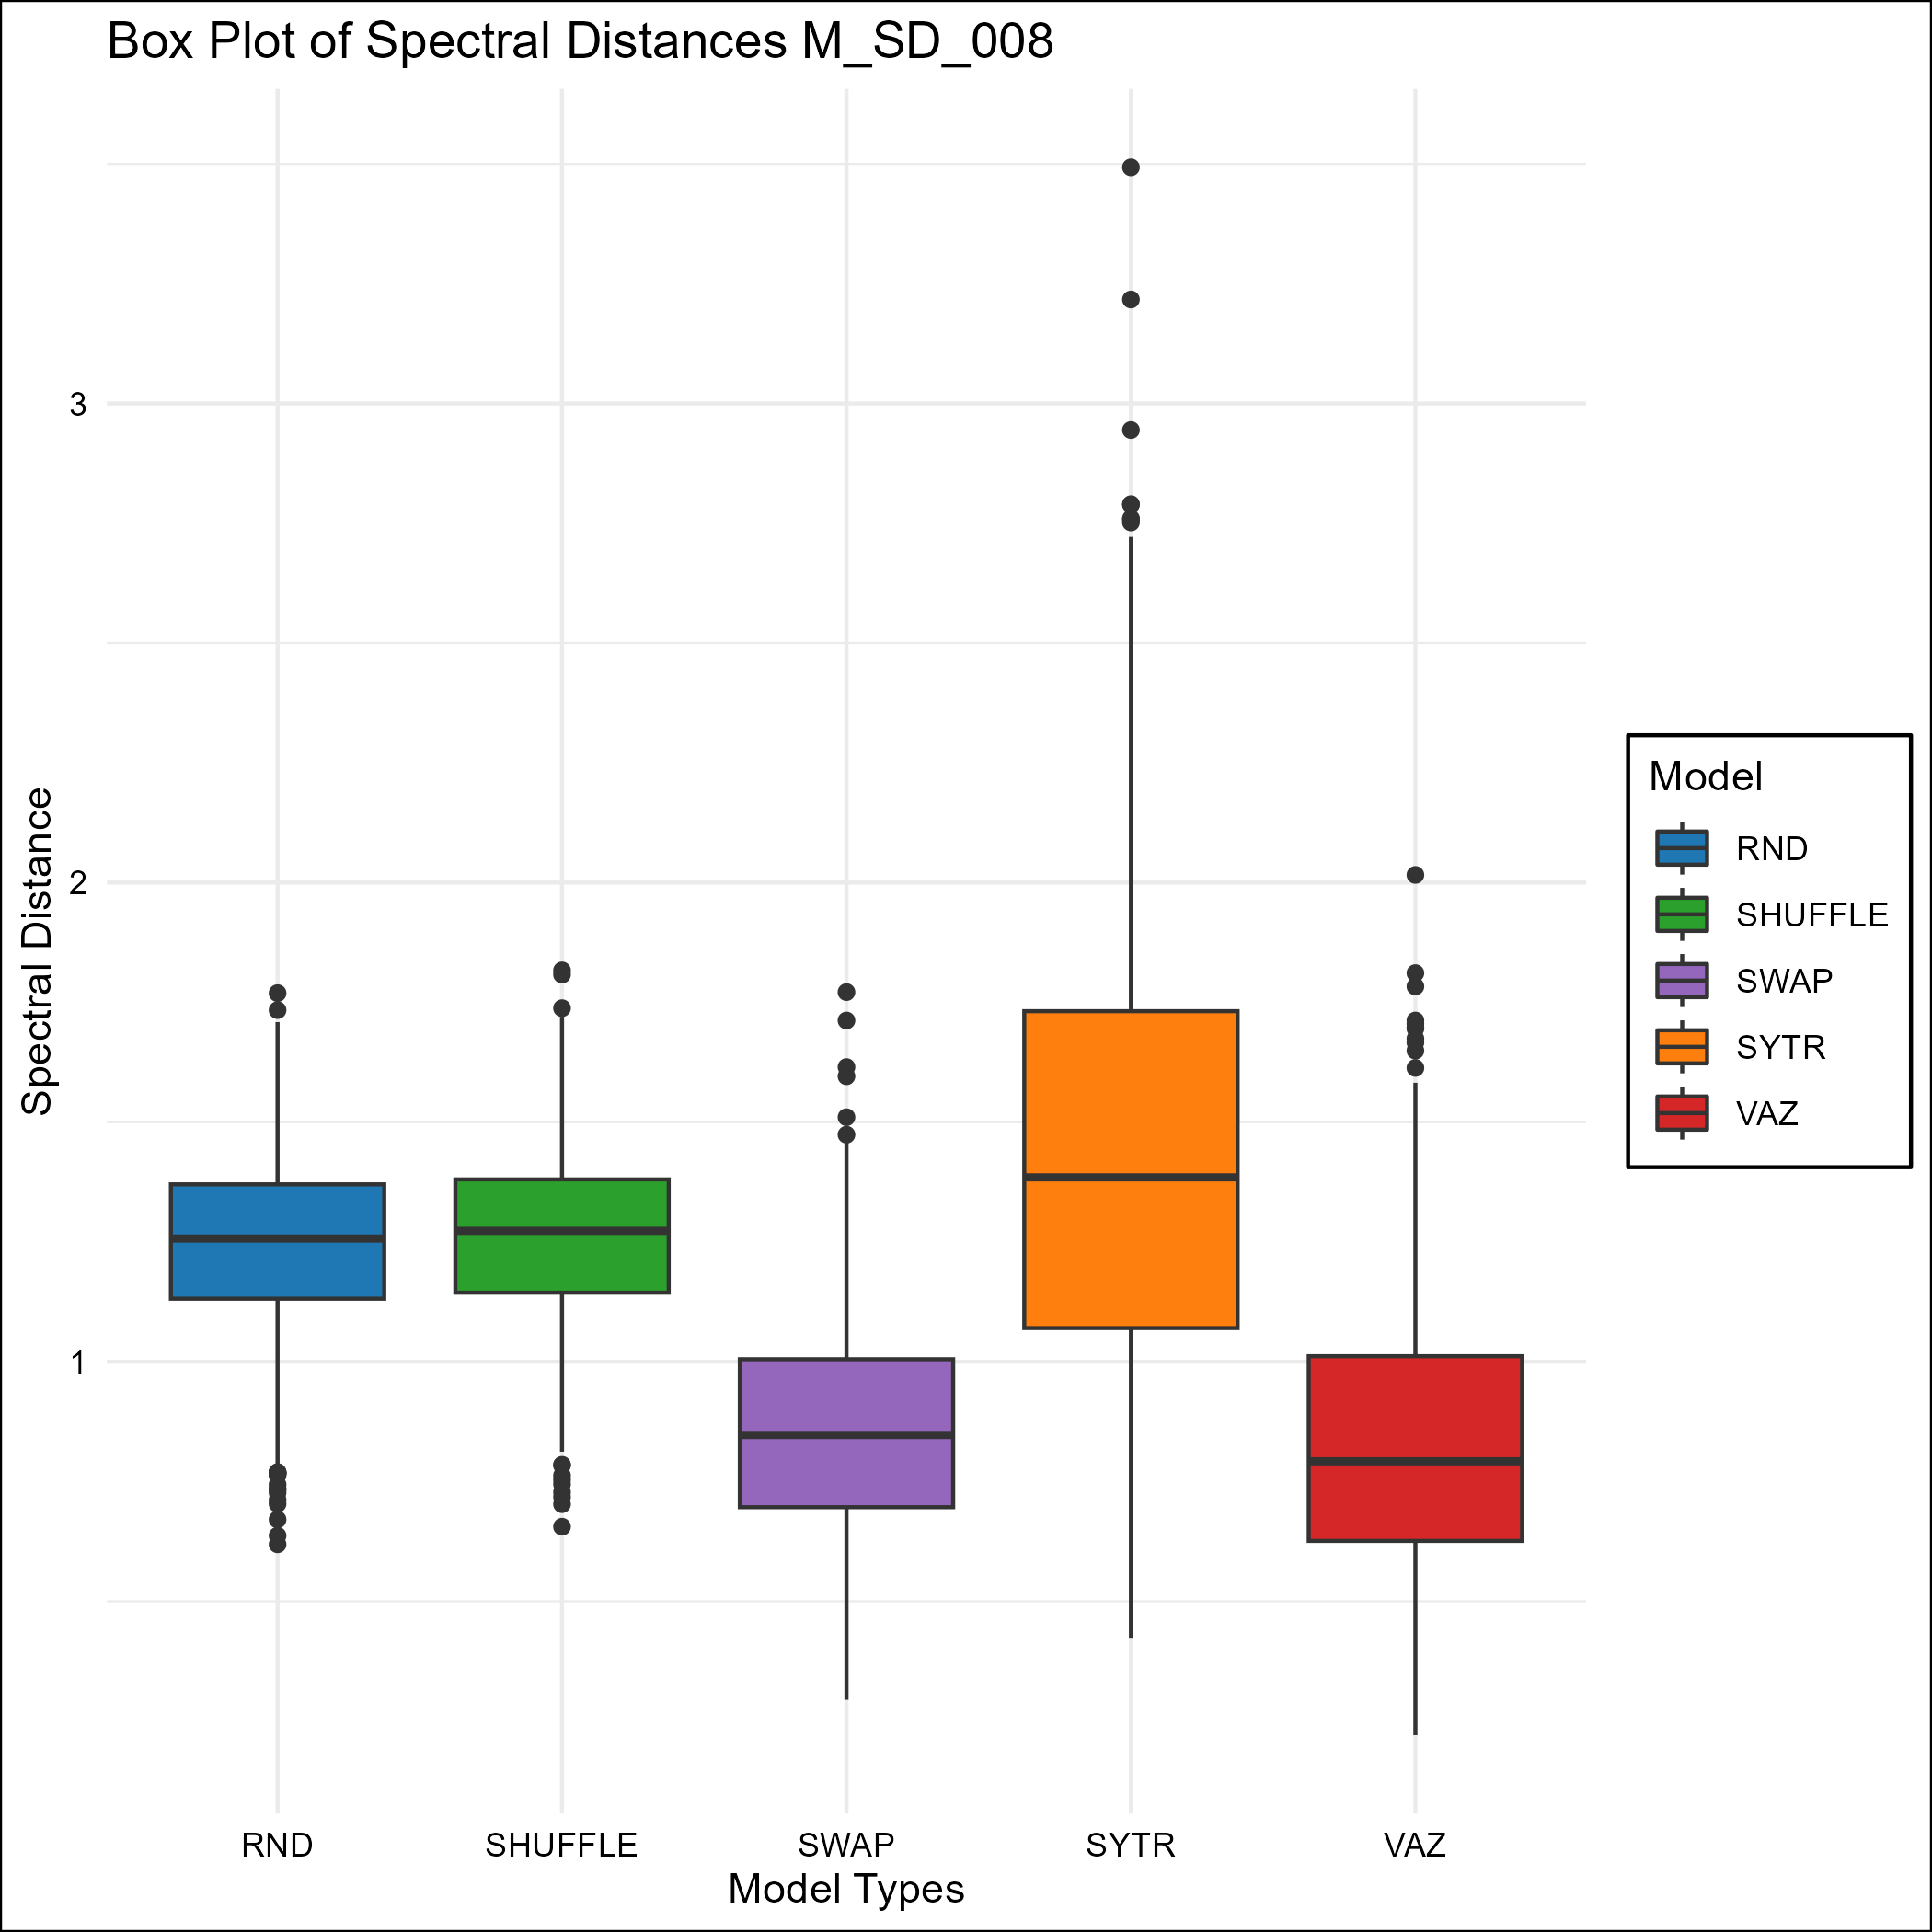 Box Plot of Spectral Distances M_SD_008
Spectral Distance
3
2
1
RND
SHUFFLE
SWAP
SYTR
VAZ
Model Types
Model
RND
SHUFFLE
SWAP
SYTR
VAZ